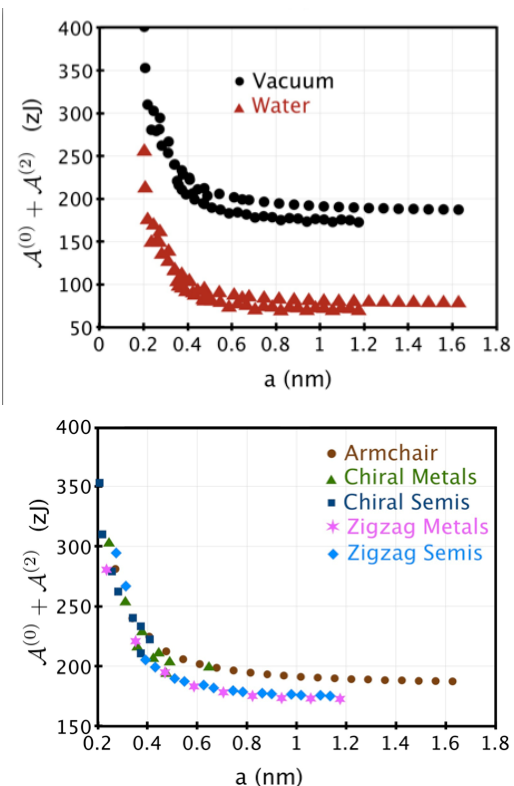 400
350
300
250
200
150
100
50
0 0.2 0.4 0.6 0.8 1 1.2 1.4 1.6 1.8
a (nm)
𝒜(0) + 𝒜(2) (zJ)
Vacuum
Water
400
350
300
250
200
150
0.2 0.4 0.6 0.8 1 1.2 1.4 1.6 1.8
a (nm)
𝒜(0) + 𝒜(2) (zJ)
Armchair
Chiral Metals
Chiral Semis
Zigzag Metals
Zigzag Semis